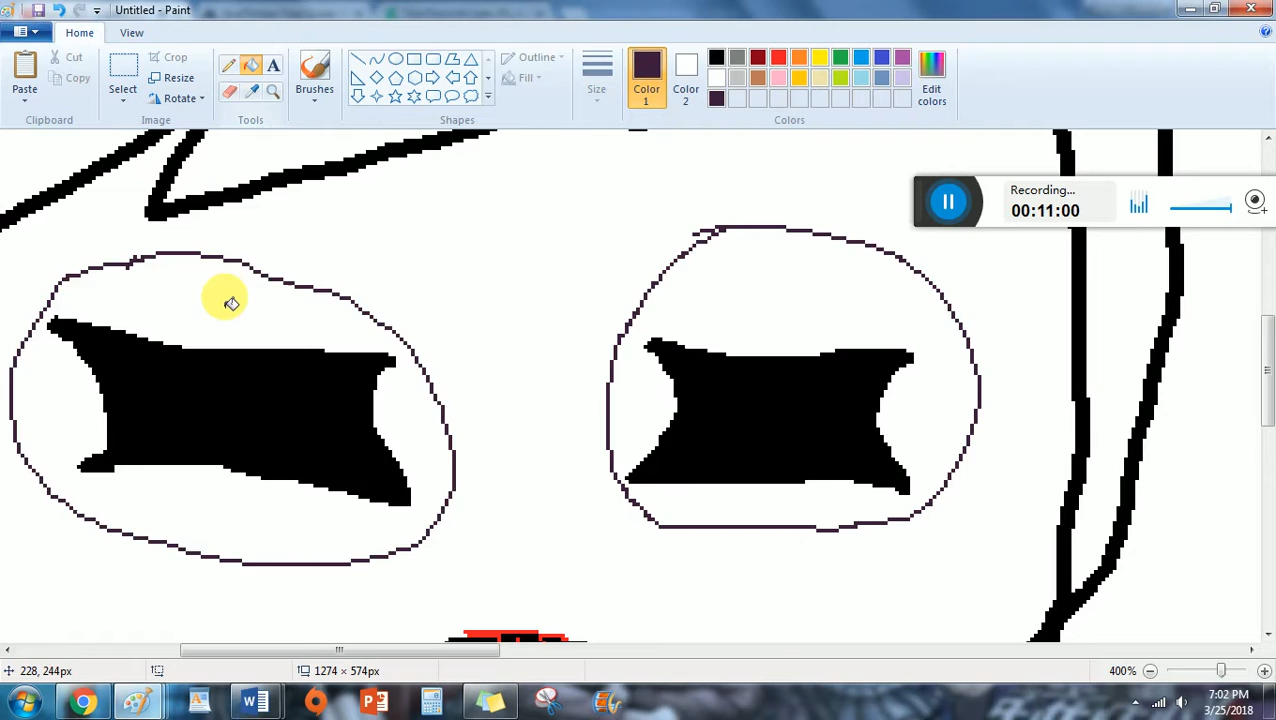 Untitled - Paint
Home
View
Paste
Cut
Copy
Clipboard
Select
Crop
Resize
Rotate
Image
A
Tools
Brushes
Outline
Fill
Shapes
Size
Color 1
Color 2
Edit colors
Colors
Recording...
00:11:00
228, 244px
1274 × 574px
400%
7:02 PM
3/25/2018